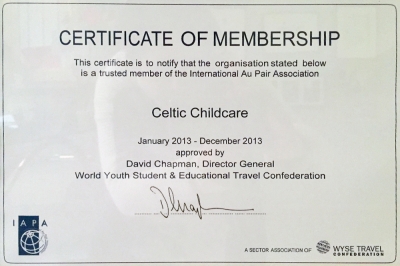 CERTIFICATE OF MEMBERSHIP
This certificate is to notify that the organisation stated below
is a trusted member of the International Au Pair Association
Celtic Childcare
January 2013 - December 2013
approved by
David Chapman, Director General
World Youth Student & Educational Travel Confederation
IAPA
A SECTOR ASSOCIATION OF
WYSE TRAVEL
CONFEDERATION